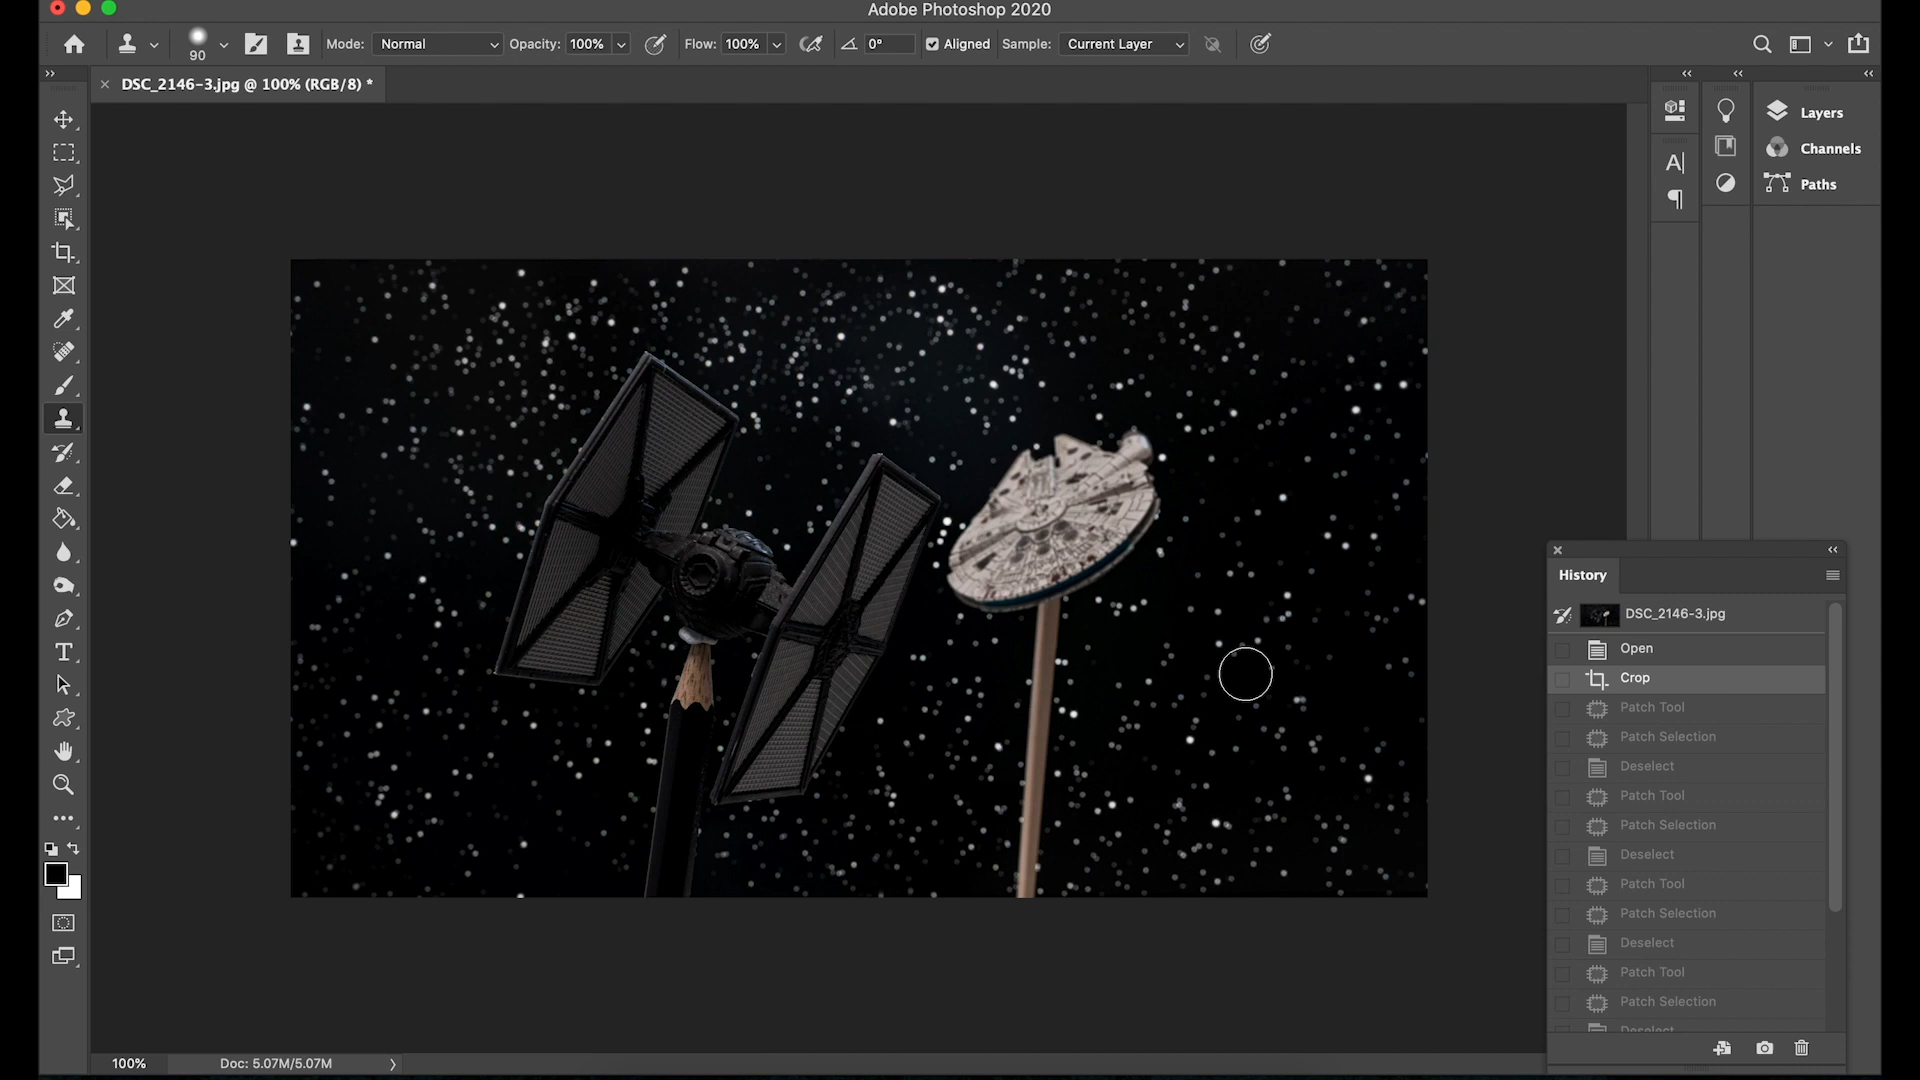 Adobe Photoshop 2020
90
Mode: Normal Opacity: 100% Flow: 100% 0° Aligned Sample: Current Layer
DSC_2146-3.jpg @ 100% (RGB/8) *
Layers
Channels
Paths
History
DSC_2146-3.jpg
Open
Crop
Patch Tool
Patch Selection
Deselect
Patch Tool
Patch Selection
Deselect
Patch Tool
Patch Selection
Deselect
Patch Tool
Patch Selection
Deselect
100% Doc: 5.07M/5.07M